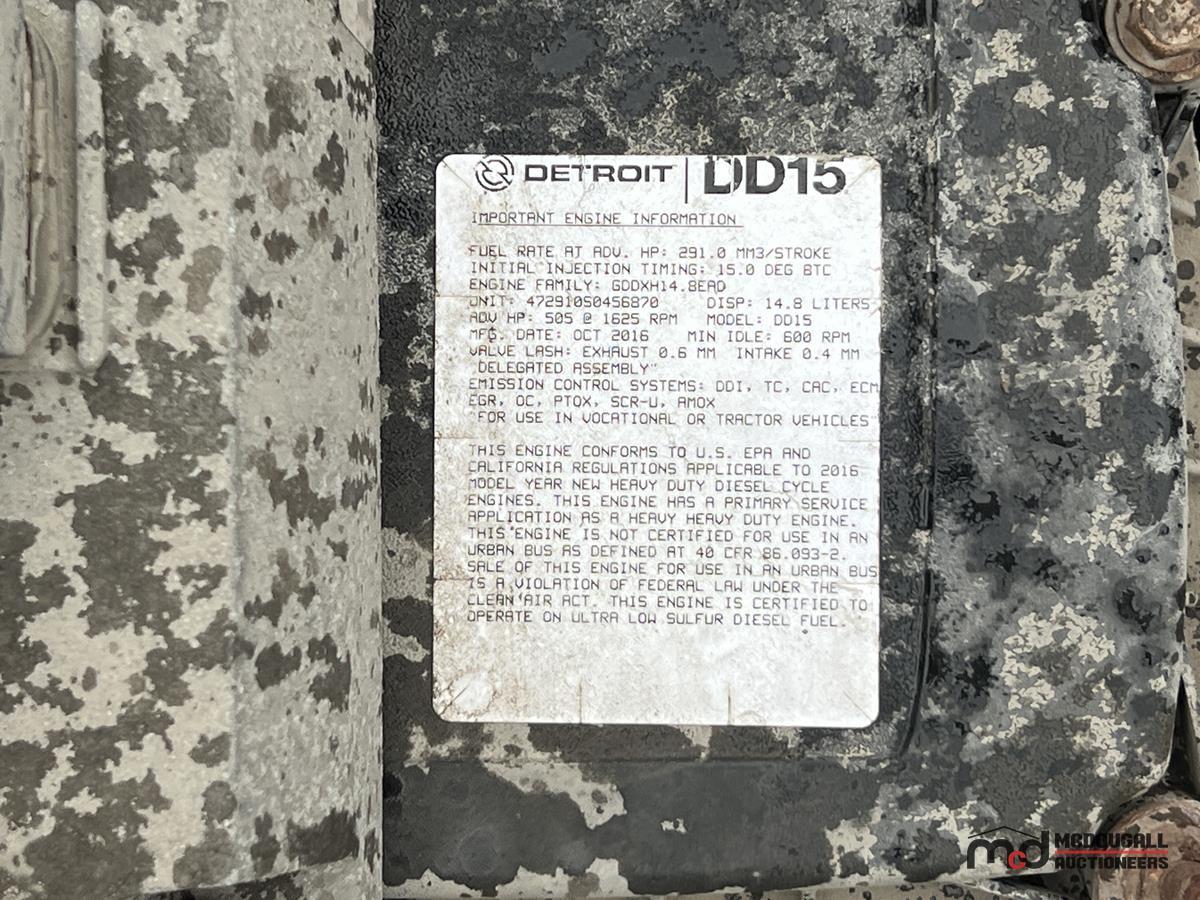 DETROIT | DD15
IMPORTANT ENGINE INFORMATION
FUEL RATE AT ADV. HP: 291.0 MM3/STROKE
INITIAL INJECTION TIMING: 15.0 DEG BTC
ENGINE FAMILY: GDDXH14.8EAD
UNIT: 472910S0456870 DISP: 14.8 LITERS
ADV HP: 505 @ 1625 RPM MODEL: DD15
MFG. DATE: OCT 2016 MIN IDLE: 600 RPM
VALVE LASH: EXHAUST 0.6 MM INTAKE 0.4 MM
"DELEGATED ASSEMBLY"
EMISSION CONTROL SYSTEMS: DDI, TC, CAC, ECM
EGR, OC, PTOX, SCR-U, AMOX
"FOR USE IN VOCATIONAL OR TRACTOR VEHICLES"
THIS ENGINE CONFORMS TO U.S. EPA AND
CALIFORNIA REGULATIONS APPLICABLE TO 2016
MODEL YEAR NEW HEAVY DUTY DIESEL CYCLE
ENGINES. THIS ENGINE HAS A PRIMARY SERVICE
APPLICATION AS A HEAVY HEAVY DUTY ENGINE.
THIS ENGINE IS NOT CERTIFIED FOR USE IN AN
URBAN BUS AS DEFINED AT 40 CFR 86.093-2.
SALE OF THIS ENGINE FOR USE IN AN URBAN BUS
IS A VIOLATION OF FEDERAL LAW UNDER THE
CLEAN AIR ACT. THIS ENGINE IS CERTIFIED TO
OPERATE ON ULTRA LOW SULFUR DIESEL FUEL.
mcd MCDOUGALL
AUCTIONEERS